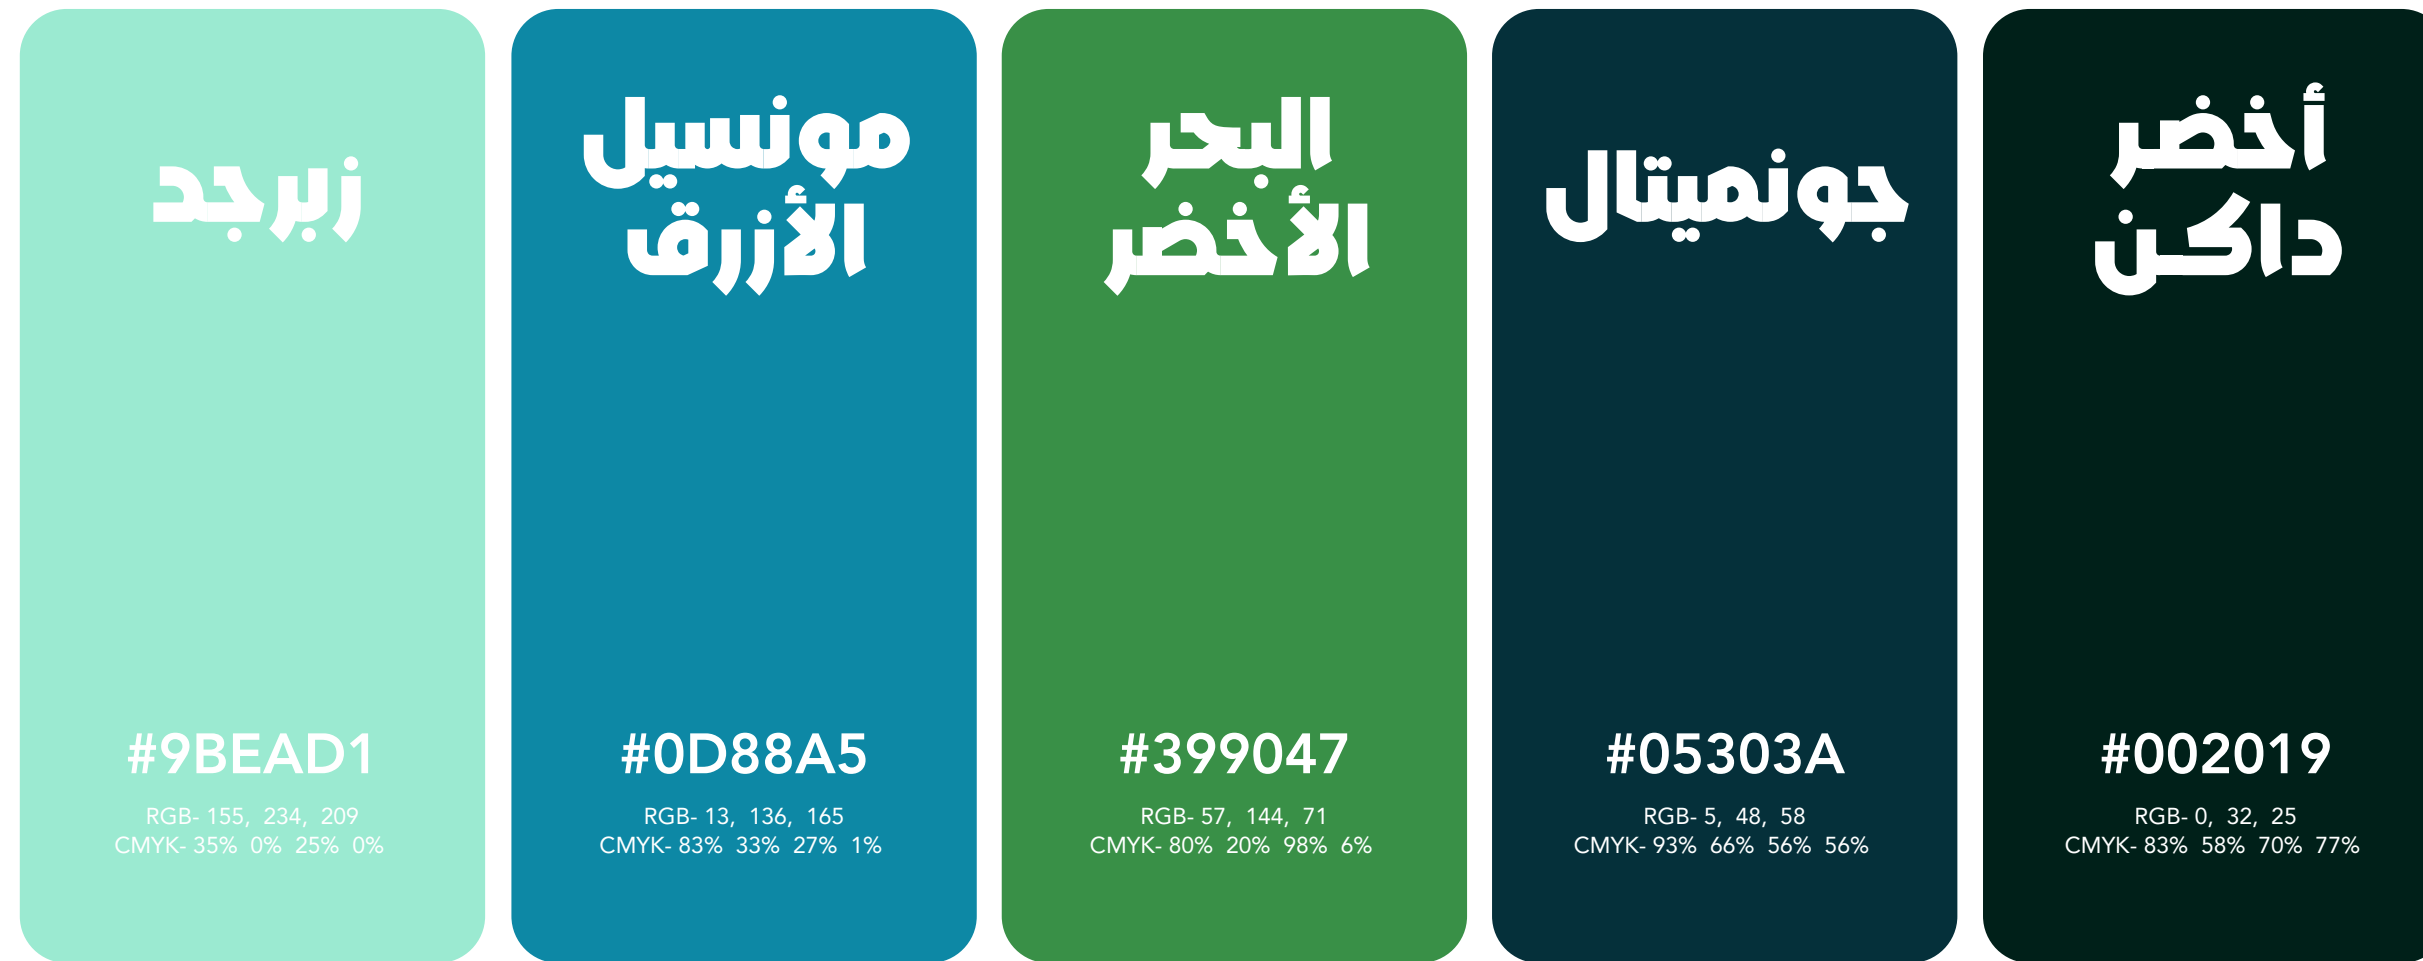 زبرجد
#9BEAD1
RGB- 155, 234, 209
CMYK- 35% 0% 25% 0%
مونسيل
الأزرق
#0D88A5
RGB- 13, 136, 165
CMYK- 83% 33% 27% 1%
البحر
الأخضر
#399047
RGB- 57, 144, 71
CMYK- 80% 20% 98% 6%
جونميتال
#05303A
RGB- 5, 48, 58
CMYK- 93% 66% 56% 56%
أخضر
داكن
#002019
RGB- 0, 32, 25
CMYK- 83% 58% 70% 77%